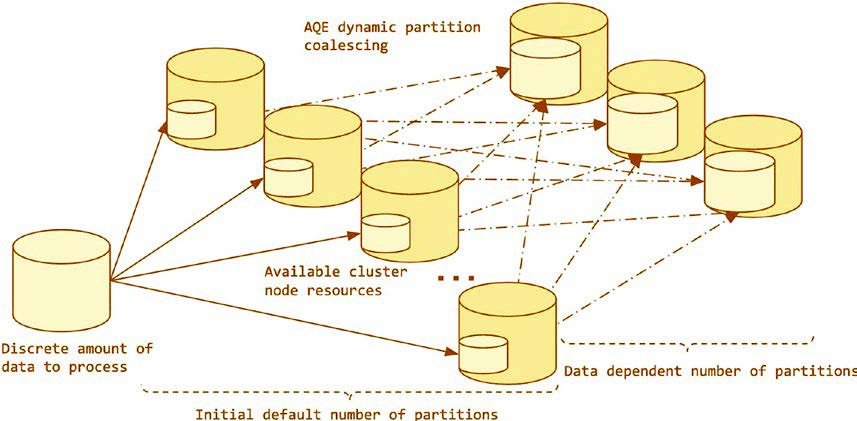 AQE dynamic partition
coalescing
Available cluster
node resources
...
Discrete amount of
data to process
Data dependent number of partitions
Initial default number of partitions